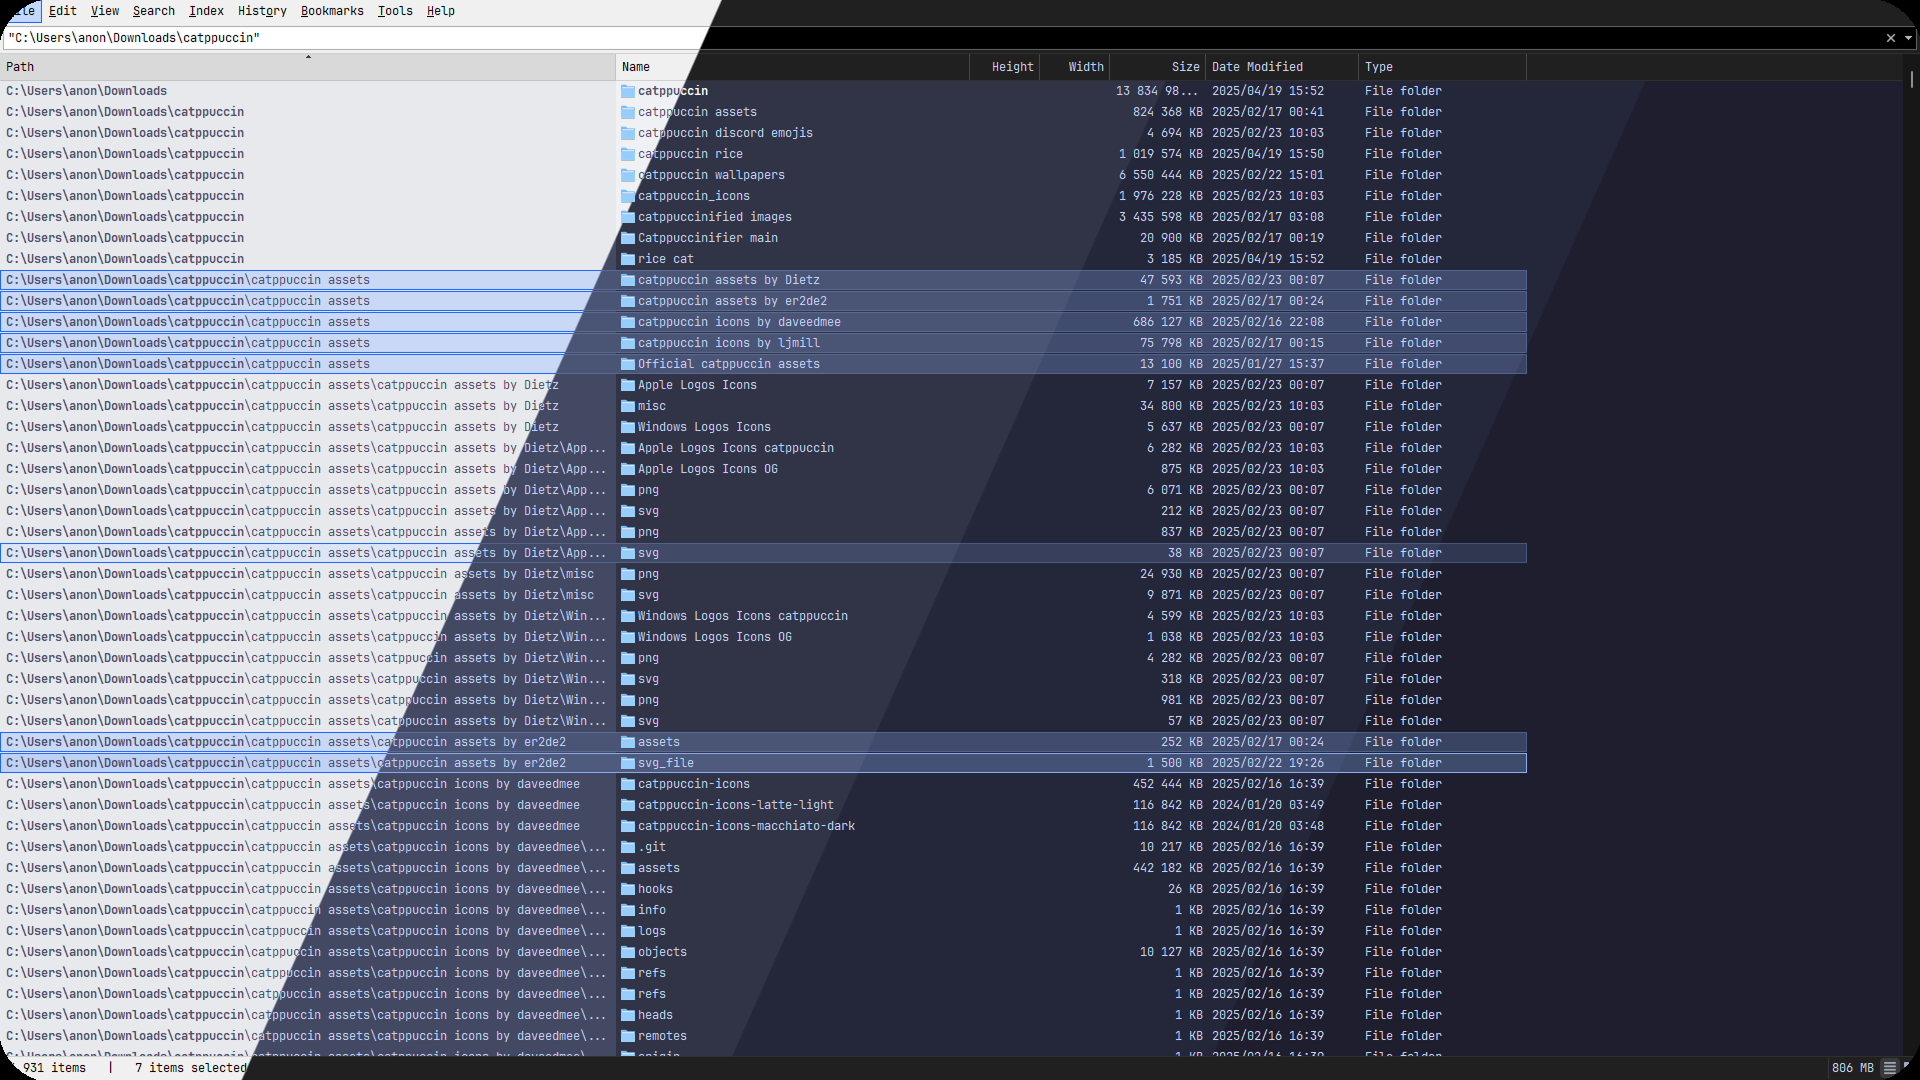 File Edit View Search Index History Bookmarks Tools Help
"C:\Users\anon\Downloads\catppuccin"
Path Name Height Width Size Date Modified Type
C:\Users\anon\Downloads catppuccin 13 834 98... 2025/04/19 15:52 File folder
C:\Users\anon\Downloads\catppuccin catppuccin assets 824 368 KB 2025/02/17 00:41 File folder
C:\Users\anon\Downloads\catppuccin catppuccin discord emojis 4 694 KB 2025/02/23 10:03 File folder
C:\Users\anon\Downloads\catppuccin catppuccin rice 1 019 574 KB 2025/04/19 15:50 File folder
C:\Users\anon\Downloads\catppuccin catppuccin wallpapers 6 550 444 KB 2025/02/22 15:01 File folder
C:\Users\anon\Downloads\catppuccin catppuccin_icons 1 976 228 KB 2025/02/23 10:03 File folder
C:\Users\anon\Downloads\catppuccin catppuccinified images 3 435 598 KB 2025/02/17 03:08 File folder
C:\Users\anon\Downloads\catppuccin Catppuccinifier main 20 900 KB 2025/02/17 00:19 File folder
C:\Users\anon\Downloads\catppuccin rice cat 3 185 KB 2025/04/19 15:52 File folder
C:\Users\anon\Downloads\catppuccin\catppuccin assets catppuccin assets by Dietz 47 593 KB 2025/02/23 00:07 File folder
C:\Users\anon\Downloads\catppuccin\catppuccin assets catppuccin assets by er2de2 1 751 KB 2025/02/17 00:24 File folder
C:\Users\anon\Downloads\catppuccin\catppuccin assets catppuccin icons by daveedmee 686 127 KB 2025/02/16 22:08 File folder
C:\Users\anon\Downloads\catppuccin\catppuccin assets catppuccin icons by ljmill 75 798 KB 2025/02/17 00:15 File folder
C:\Users\anon\Downloads\catppuccin\catppuccin assets Official catppuccin assets 13 100 KB 2025/01/27 15:37 File folder
C:\Users\anon\Downloads\catppuccin\catppuccin assets\catppuccin assets by Dietz Apple Logos Icons 7 157 KB 2025/02/23 00:07 File folder
C:\Users\anon\Downloads\catppuccin\catppuccin assets\catppuccin assets by Dietz misc 34 800 KB 2025/02/23 10:03 File folder
C:\Users\anon\Downloads\catppuccin\catppuccin assets\catppuccin assets by Dietz Windows Logos Icons 5 637 KB 2025/02/23 00:07 File folder
C:\Users\anon\Downloads\catppuccin\catppuccin assets\catppuccin assets by Dietz\App... Apple Logos Icons catppuccin 6 282 KB 2025/02/23 10:03 File folder
C:\Users\anon\Downloads\catppuccin\catppuccin assets\catppuccin assets by Dietz\App... Apple Logos Icons OG 875 KB 2025/02/23 10:03 File folder
C:\Users\anon\Downloads\catppuccin\catppuccin assets\catppuccin assets by Dietz\App... png 6 071 KB 2025/02/23 00:07 File folder
C:\Users\anon\Downloads\catppuccin\catppuccin assets\catppuccin assets by Dietz\App... svg 212 KB 2025/02/23 00:07 File folder
C:\Users\anon\Downloads\catppuccin\catppuccin assets\catppuccin assets by Dietz\App... png 837 KB 2025/02/23 00:07 File folder
C:\Users\anon\Downloads\catppuccin\catppuccin assets\catppuccin assets by Dietz\App... svg 38 KB 2025/02/23 00:07 File folder
C:\Users\anon\Downloads\catppuccin\catppuccin assets\catppuccin assets by Dietz\misc png 24 930 KB 2025/02/23 00:07 File folder
C:\Users\anon\Downloads\catppuccin\catppuccin assets\catppuccin assets by Dietz\misc svg 9 871 KB 2025/02/23 00:07 File folder
C:\Users\anon\Downloads\catppuccin\catppuccin assets\catppuccin assets by Dietz\Win... Windows Logos Icons catppuccin 4 599 KB 2025/02/23 10:03 File folder
C:\Users\anon\Downloads\catppuccin\catppuccin assets\catppuccin assets by Dietz\Win... Windows Logos Icons OG 1 038 KB 2025/02/23 10:03 File folder
C:\Users\anon\Downloads\catppuccin\catppuccin assets\catppuccin assets by Dietz\Win... png 4 282 KB 2025/02/23 00:07 File folder
C:\Users\anon\Downloads\catppuccin\catppuccin assets\catppuccin assets by Dietz\Win... svg 318 KB 2025/02/23 00:07 File folder
C:\Users\anon\Downloads\catppuccin\catppuccin assets\catppuccin assets by Dietz\Win... png 981 KB 2025/02/23 00:07 File folder
C:\Users\anon\Downloads\catppuccin\catppuccin assets\catppuccin assets by Dietz\Win... svg 57 KB 2025/02/23 00:07 File folder
C:\Users\anon\Downloads\catppuccin\catppuccin assets\catppuccin assets by er2de2 assets 252 KB 2025/02/17 00:24 File folder
C:\Users\anon\Downloads\catppuccin\catppuccin assets\catppuccin assets by er2de2 svg_file 1 500 KB 2025/02/22 19:26 File folder
C:\Users\anon\Downloads\catppuccin\catppuccin assets\catppuccin icons by daveedmee catppuccin-icons 452 444 KB 2025/02/16 16:39 File folder
C:\Users\anon\Downloads\catppuccin\catppuccin assets\catppuccin icons by daveedmee catppuccin-icons-latte-light 116 842 KB 2024/01/20 03:49 File folder
C:\Users\anon\Downloads\catppuccin\catppuccin assets\catppuccin icons by daveedmee catppuccin-icons-macchiato-dark 116 842 KB 2024/01/20 03:48 File folder
C:\Users\anon\Downloads\catppuccin\catppuccin assets\catppuccin icons by daveedmee\... .git 10 217 KB 2025/02/16 16:39 File folder
C:\Users\anon\Downloads\catppuccin\catppuccin assets\catppuccin icons by daveedmee\... assets 442 182 KB 2025/02/16 16:39 File folder
C:\Users\anon\Downloads\catppuccin\catppuccin assets\catppuccin icons by daveedmee\... hooks 26 KB 2025/02/16 16:39 File folder
C:\Users\anon\Downloads\catppuccin\catppuccin assets\catppuccin icons by daveedmee\... info 1 KB 2025/02/16 16:39 File folder
C:\Users\anon\Downloads\catppuccin\catppuccin assets\catppuccin icons by daveedmee\... logs 1 KB 2025/02/16 16:39 File folder
C:\Users\anon\Downloads\catppuccin\catppuccin assets\catppuccin icons by daveedmee\... objects 10 127 KB 2025/02/16 16:39 File folder
C:\Users\anon\Downloads\catppuccin\catppuccin assets\catppuccin icons by daveedmee\... refs 1 KB 2025/02/16 16:39 File folder
C:\Users\anon\Downloads\catppuccin\catppuccin assets\catppuccin icons by daveedmee\... refs 1 KB 2025/02/16 16:39 File folder
C:\Users\anon\Downloads\catppuccin\catppuccin assets\catppuccin icons by daveedmee\... heads 1 KB 2025/02/16 16:39 File folder
C:\Users\anon\Downloads\catppuccin\catppuccin assets\catppuccin icons by daveedmee\... remotes 1 KB 2025/02/16 16:39 File folder
931 items | 7 items selected 806 MB